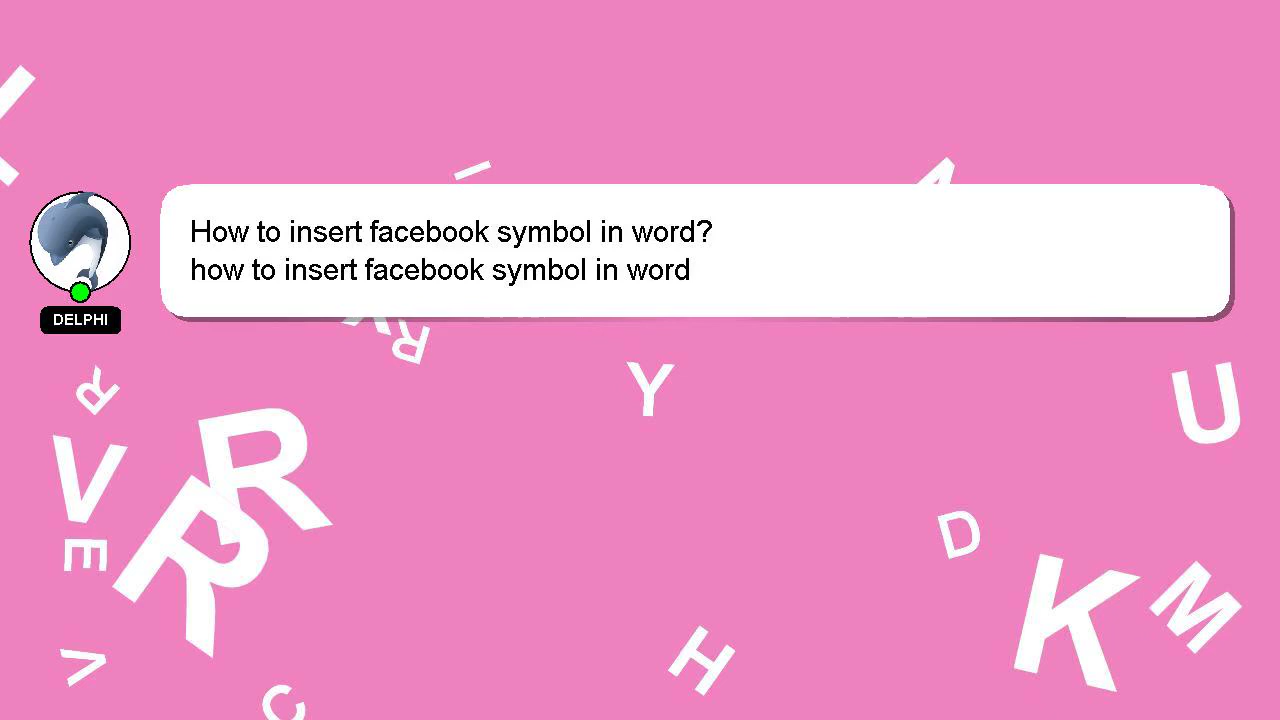 How to insert facebook symbol in word?
how to insert facebook symbol in word
DELPHI
I
A
R
Y
U
R
R
V
R
E
D
K
M
H
V
C